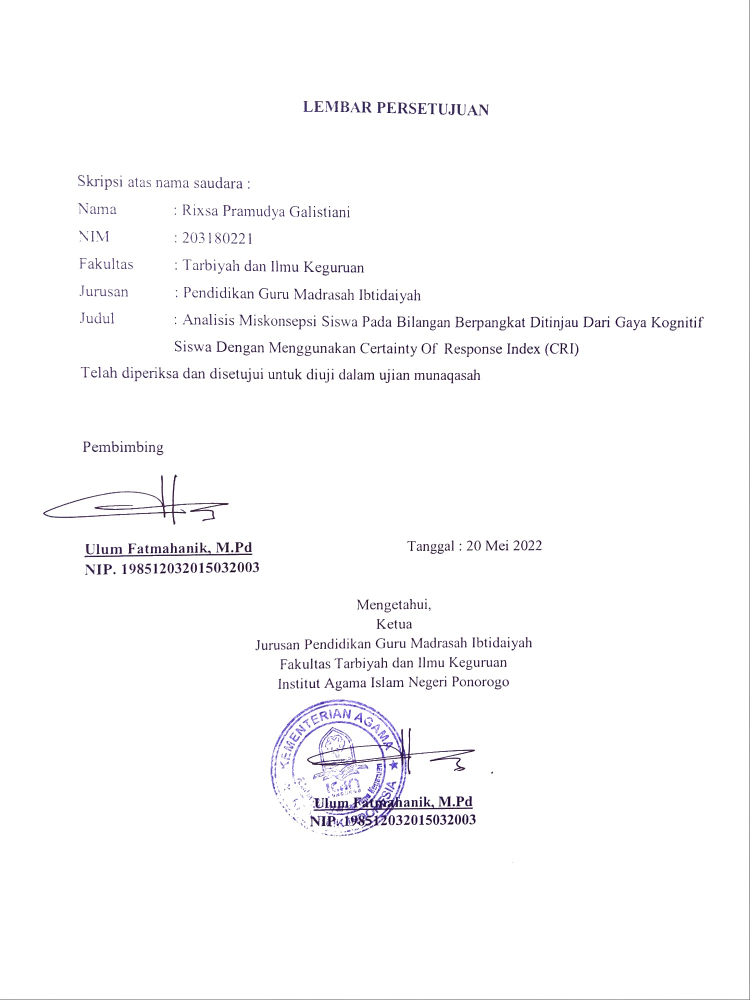 LEMBAR PERSETUJUAN
Skripsi atas nama saudara :
Nama : Rixsa Pramudya Galistiani
NIM : 203180221
Fakultas : Tarbiyah dan Ilmu Keguruan
Jurusan : Pendidikan Guru Madrasah Ibtidaiyah
Judul : Analisis Miskonsepsi Siswa Pada Bilangan Berpangkat Ditinjau Dari Gaya Kognitif
Siswa Dengan Menggunakan Certainty Of Response Index (CRI)
Telah diperiksa dan disetujui untuk diuji dalam ujian munaqasah
Pembimbing
Ulum Fatmahanik, M.Pd
NIP. 198512032015032003
Tanggal : 20 Mei 2022
Mengetahui,
Ketua
Jurusan Pendidikan Guru Madrasah Ibtidaiyah
Fakultas Tarbiyah dan Ilmu Keguruan
Institut Agama Islam Negeri Ponorogo
KEMENTERIAN AGAMA
INDONESIA
Keguruan
PONOROGO
Ulum Fatmahanik, M.Pd
NIP. 198512032015032003